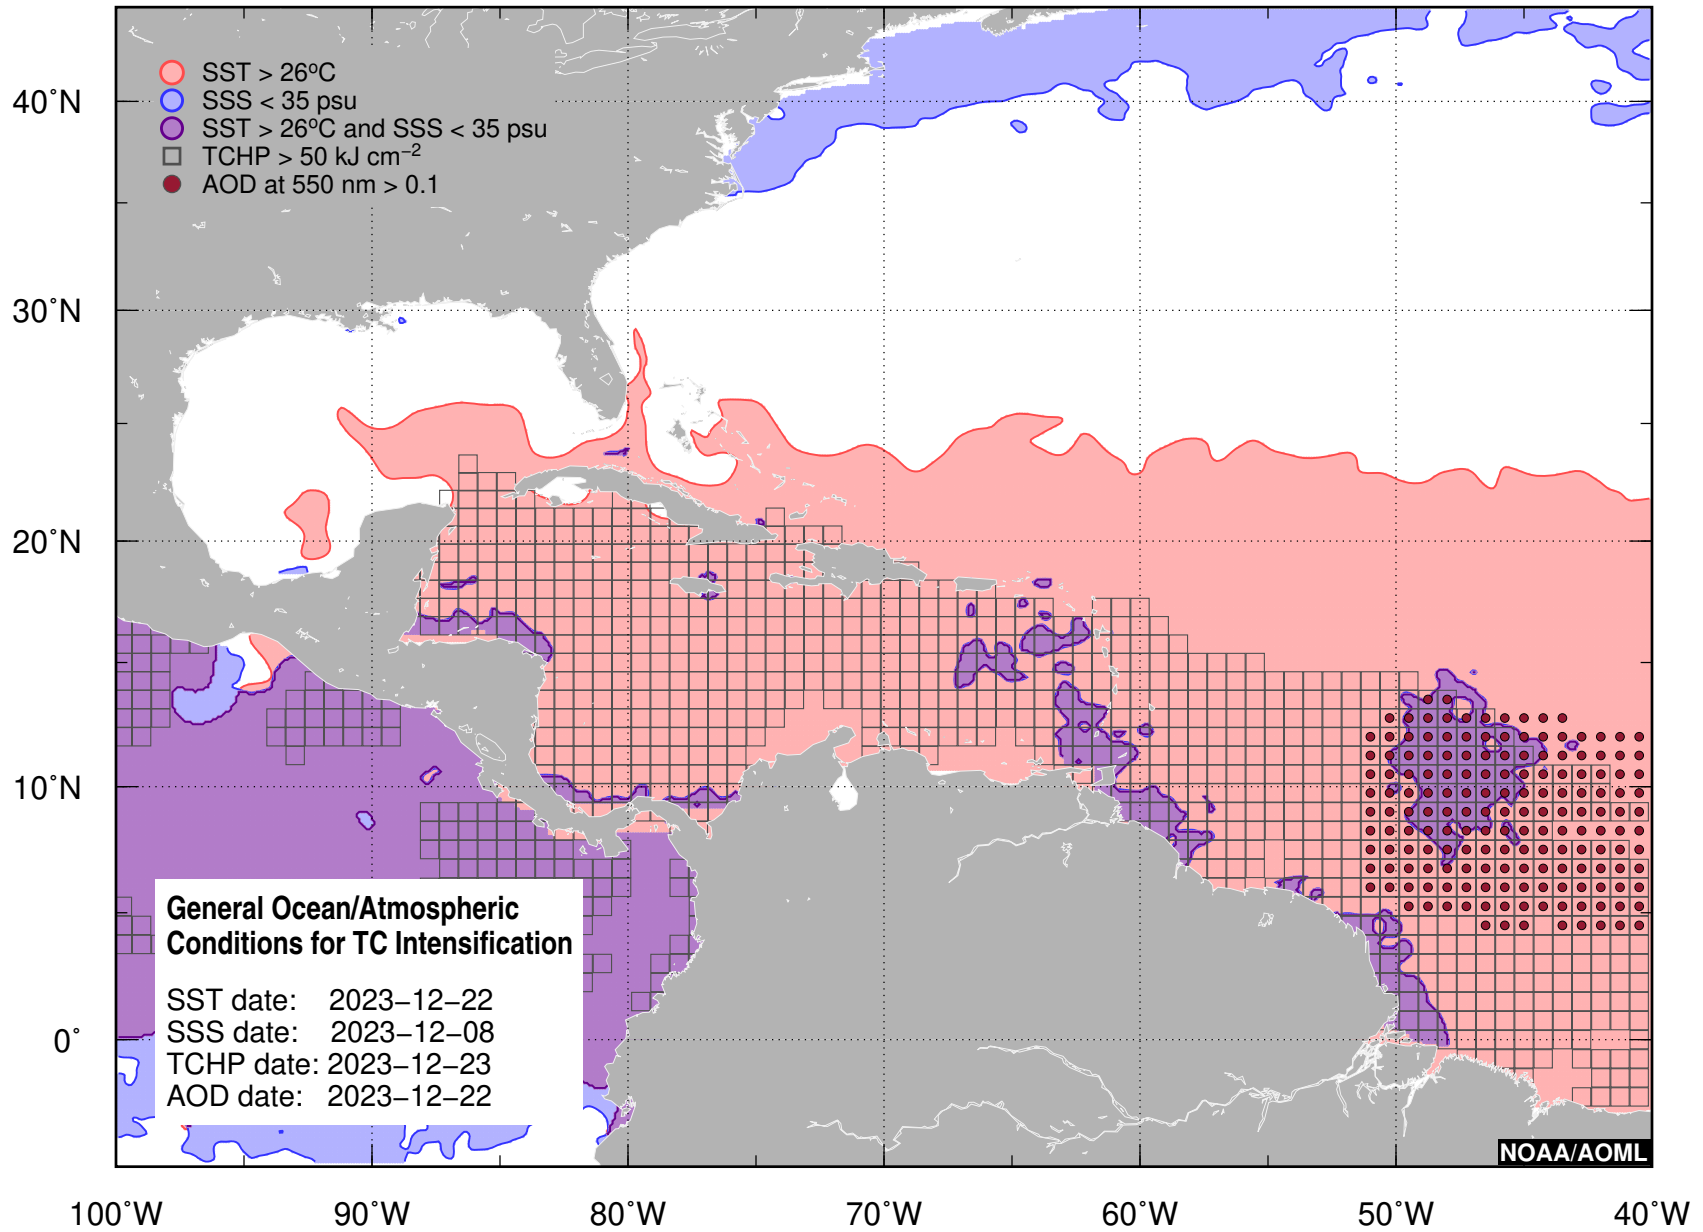 SST > 26°C
SSS < 35 psu
SST > 26°C and SSS < 35 psu
TCHP > 50 kJ cm⁻²
AOD at 550 nm > 0.1
40°N
30°N
20°N
10°N
0°
General Ocean/Atmospheric
Conditions for TC Intensification
SST date: 2023−12−22
SSS date: 2023−12−08
TCHP date: 2023−12−23
AOD date: 2023−12−22
NOAA/AOML
100°W 90°W 80°W 70°W 60°W 50°W 40°W